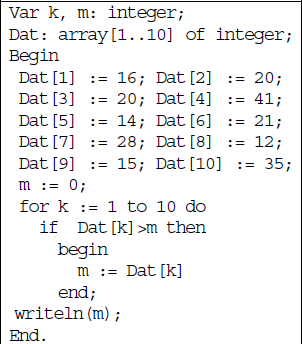 Var k, m: integer;
Dat: array[1..10] of integer;
Begin
Dat[1] := 16; Dat[2] := 20;
Dat[3] := 20; Dat[4] := 41;
Dat[5] := 14; Dat[6] := 21;
Dat[7] := 28; Dat[8] := 12;
Dat[9] := 15; Dat[10] := 35;
m := 0;
for k := 1 to 10 do
if Dat[k]>m then
begin
m := Dat[k]
end;
writeln(m);
End.